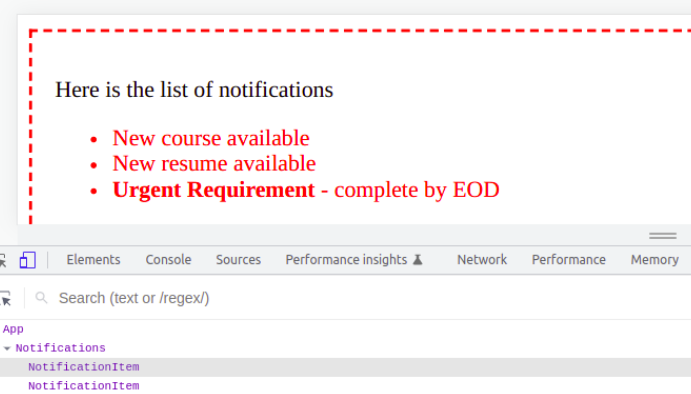 Here is the list of notifications
New course available
New resume available
Urgent Requirement - complete by EOD
Elements Console Sources Performance insights Network Performance Memory
Search (text or /regex/)
App
Notifications
NotificationItem
NotificationItem